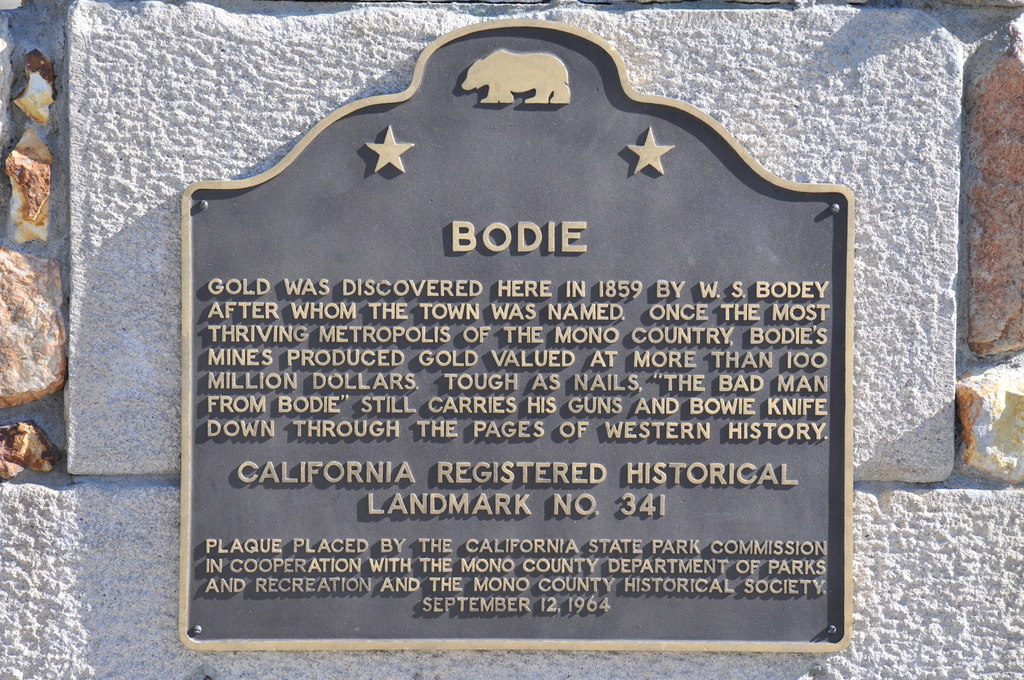 BODIE
GOLD WAS DISCOVERED HERE IN 1859 BY W. S. BODEY
AFTER WHOM THE TOWN WAS NAMED. ONCE THE MOST
THRIVING METROPOLIS OF THE MONO COUNTRY, BODIE'S
MINES PRODUCED GOLD VALUED AT MORE THAN 100
MILLION DOLLARS. TOUGH AS NAILS, "THE BAD MAN
FROM BODIE" STILL CARRIES HIS GUNS AND BOWIE KNIFE
DOWN THROUGH THE PAGES OF WESTERN HISTORY.
CALIFORNIA REGISTERED HISTORICAL
LANDMARK NO. 341
PLAQUE PLACED BY THE CALIFORNIA STATE PARK COMMISSION
IN COOPERATION WITH THE MONO COUNTY DEPARTMENT OF PARKS
AND RECREATION AND THE MONO COUNTY HISTORICAL SOCIETY.
SEPTEMBER 12, 1964